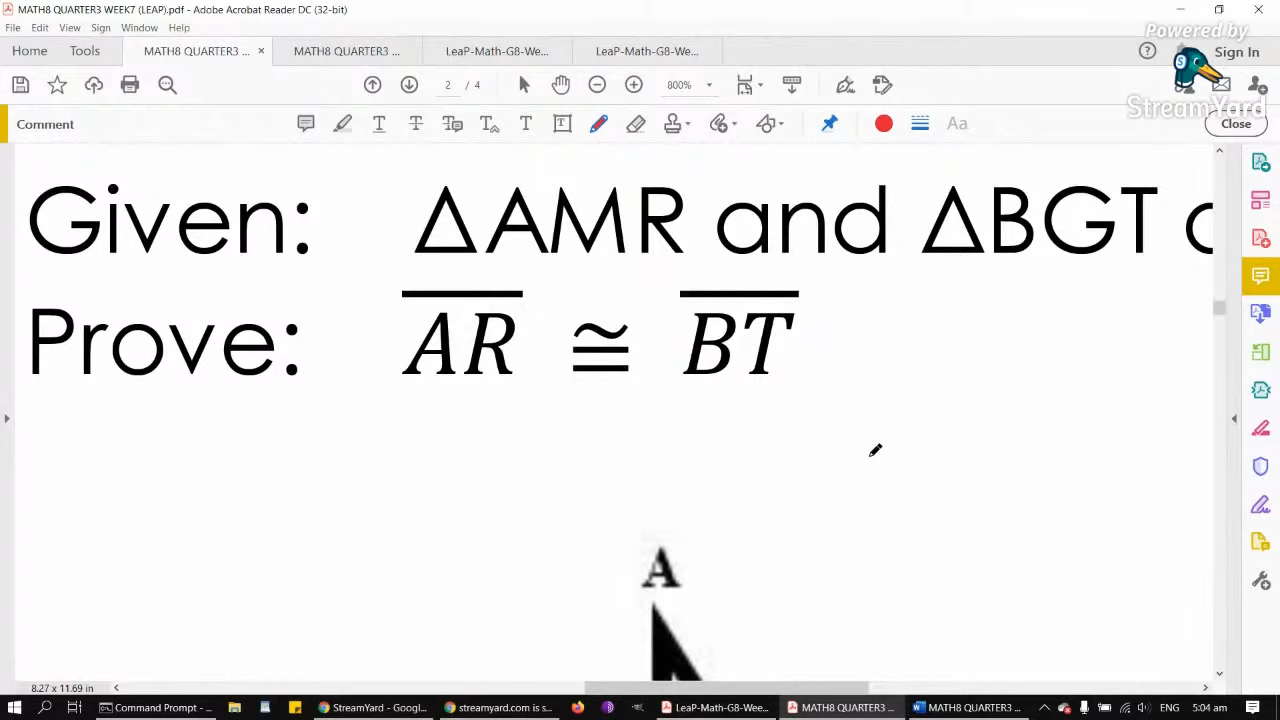 MATH8 QUARTER3 WEEK7 (LEAP).pdf - Adobe Acrobat Reader DC (32-bit)
File Edit View Sign Window Help
Powered by
StreamYard
Home Tools MATH8 QUARTER3 ... × MATH8 QUARTER3 ... LeaP-Math-G8-We... LeaP-Math-G8-We... Sign In
2 / 4 800%
Comment Aa Close
Given: ΔAMR and ΔBGT
Prove: AR ≅ BT
A
8.27 x 11.69 in
Command Prompt - ... StreamYard - Googl... streamyard.com is s... LeaP-Math-G8-Wee... MATH8 QUARTER3 ... MATH8 QUARTER3 ... 5:04 am